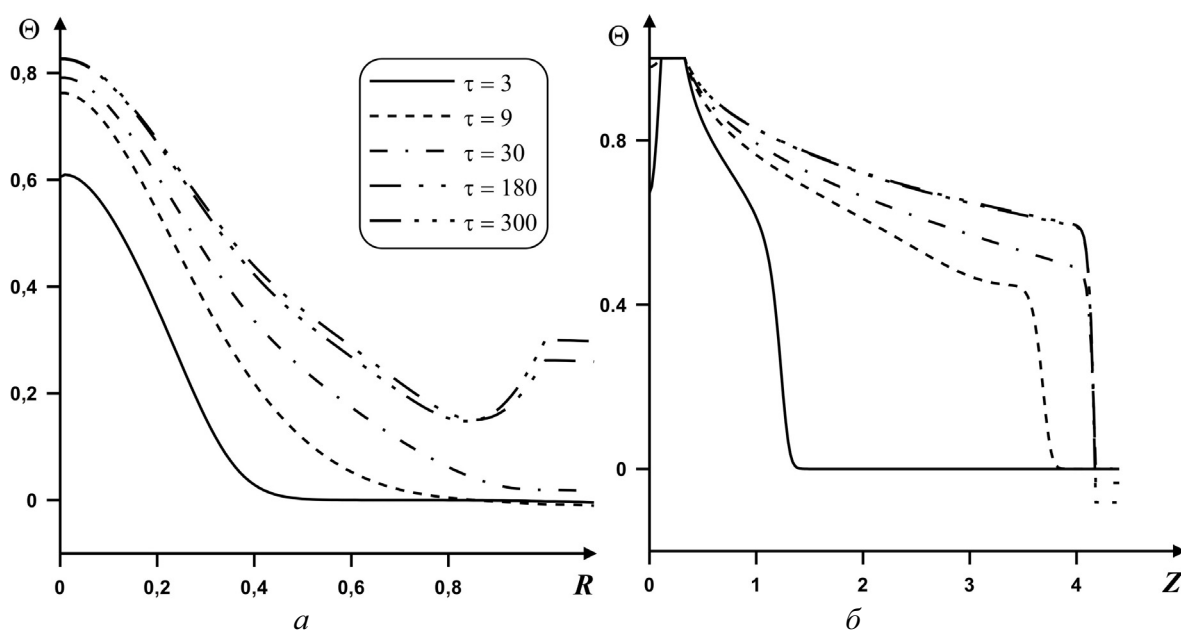 Θ
0,8
0,6
0,4
0,2
0
0 0,2 0,4 0,6 0,8 R
τ = 3
τ = 9
τ = 30
τ = 180
τ = 300
а
Θ
0.8
0.4
0
0 1 2 3 4 Z
б